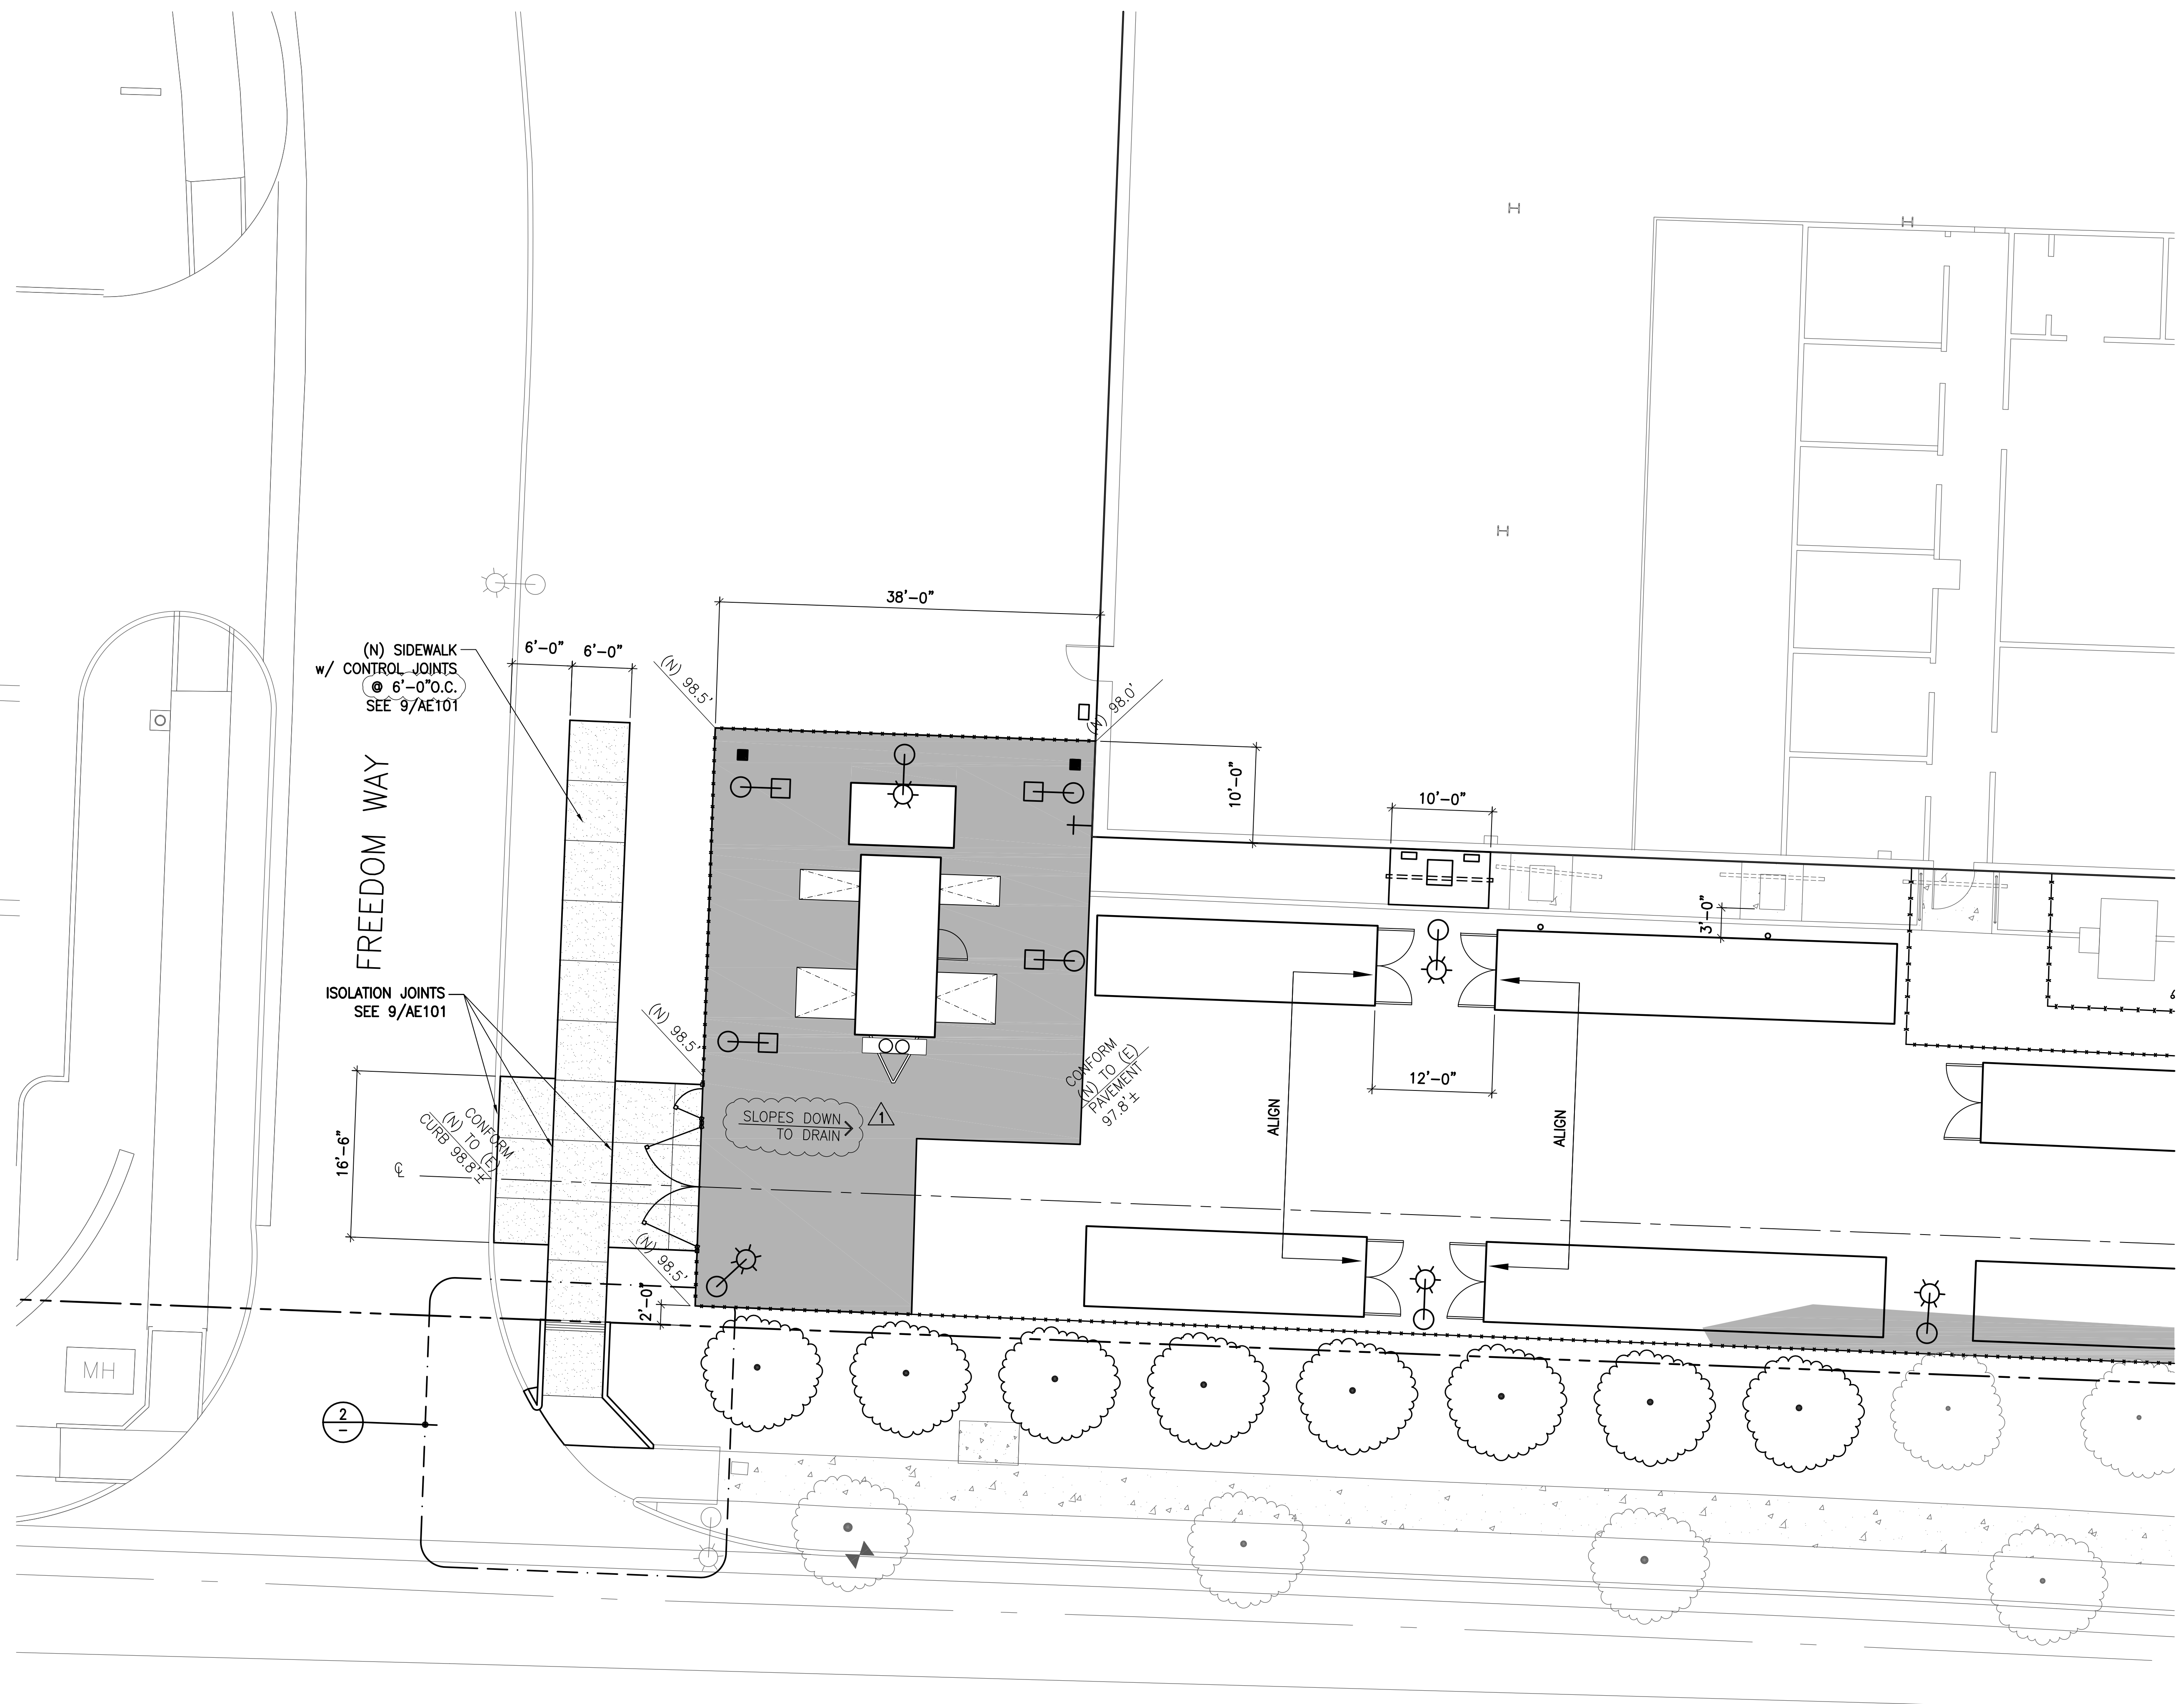 38'-0"
(N) SIDEWALK
w/ CONTROL JOINTS
@ 6'-0"O.C.
SEE 9/AE101
6'-0"
6'-0"
(N) 98.5'
(N) 98.0'
10'-0"
10'-0"
3'-0"
FREEDOM WAY
ISOLATION JOINTS
SEE 9/AE101
(N) 98.5'
CONFORM
(N) TO (E)
PAVEMENT
97.8'±
12'-0"
ALIGN
ALIGN
SLOPES DOWN
TO DRAIN
1
16'-6"
CONFORM
(N) TO (E)
CURB 98.8'±
℄
(N) 98.5'
2'-0"
MH
2
–